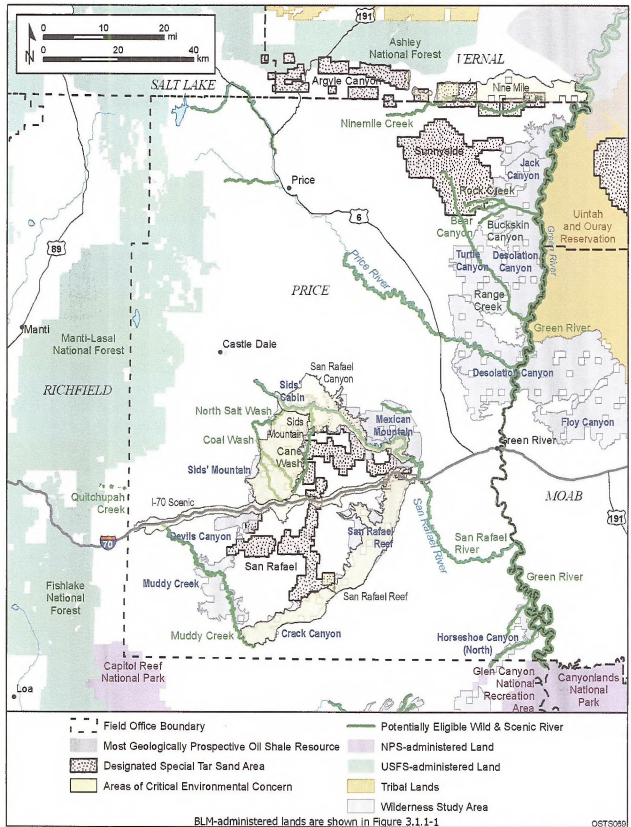 191
N
0 10 20
mi
0 20 40
km
Ashley
National Forest
VERNAL
SALT LAKE
Argyle Canyon
Nine Mile
Ninemile Creek
Sunnyside
Jack
Canyon
Price
Rock Creek
6
Bear
Canyon
Buckskin
Canyon
Green River
Uintah and
Ouray
Reservation
89
Price River
Turtle
Canyon
Desolation
Canyon
PRICE
Range
Creek
Manti
Manti-Lasal
National Forest
Green River
Castle Dale
San Rafael
Canyon
Desolation Canyon
RICHFIELD
Sids'
Cabin
North Salt Wash
Sids
Mountain
Mexican
Mountain
Floy Canyon
Coal Wash
Cane
Wash
Green River
Sids' Mountain
Quitchupah
Creek
I-70 Scenic
MOAB
191
70
Devils Canyon
San Rafael
Reef
San Rafael River
San Rafael
River
San Rafael
Muddy Creek
Green River
Fishlake
National
Forest
San Rafael Reef
Muddy Creek
Crack Canyon
Horseshoe Canyon
(North)
Capitol Reef
National Park
Glen Canyon
National
Recreation
Area
Canyonlands
National
Park
Loa
Field Office Boundary
Most Geologically Prospective Oil Shale Resource
Designated Special Tar Sand Area
Areas of Critical Environmental Concern
Potentially Eligible Wild & Scenic River
NPS-administered Land
USFS-administered Land
Tribal Lands
Wilderness Study Area
BLM-administered lands are shown in Figure 3.1.1-1
OSTS069